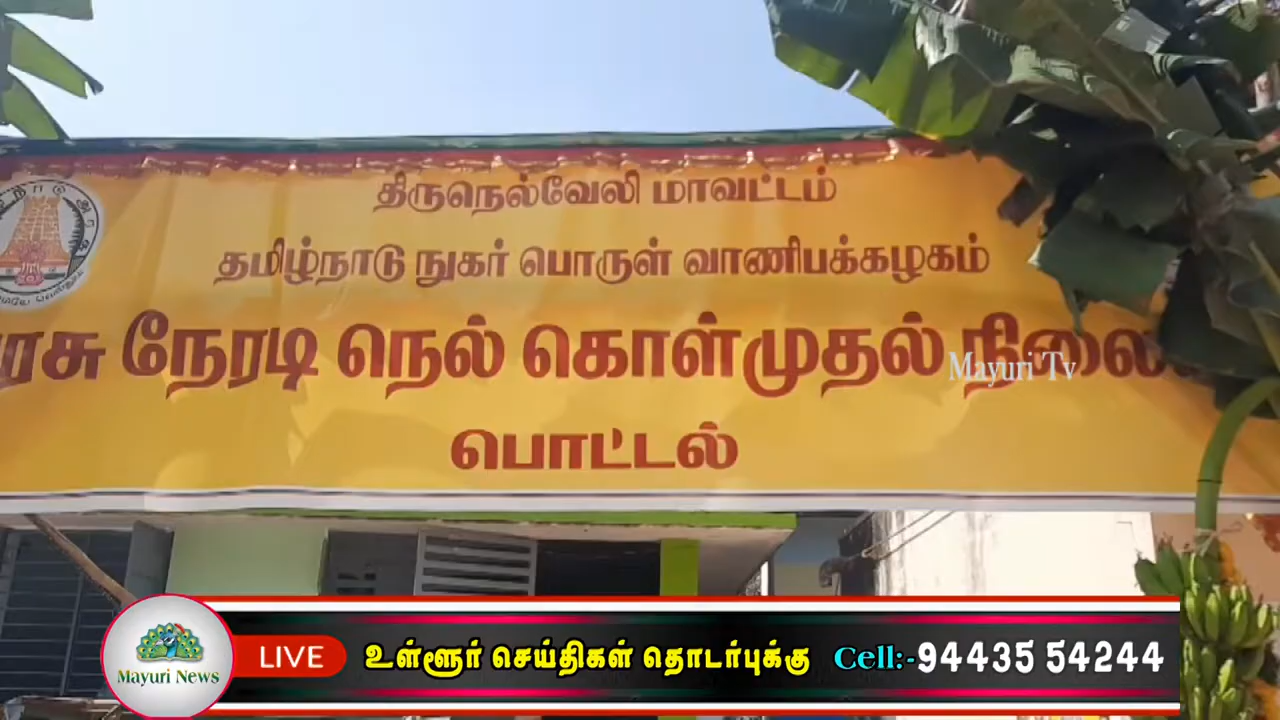 திருநெல்வேலி மாவட்டம்
தமிழ்நாடு நுகர் பொருள் வாணிபக்கழகம்
ரசு நேரடி நெல் கொள்முதல் நிலை
Mayuri Tv
பொட்டல்
Mayuri News
LIVE
உள்ளூர் செய்திகள் தொடர்புக்கு Cell:-94435 54244